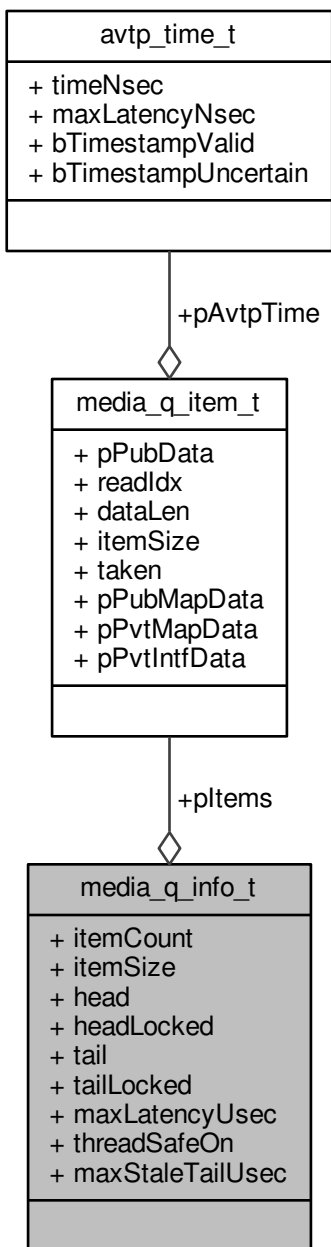 avtp_time_t
+ timeNsec
+ maxLatencyNsec
+ bTimestampValid
+ bTimestampUncertain
+pAvtpTime
media_q_item_t
+ pPubData
+ readIdx
+ dataLen
+ itemSize
+ taken
+ pPubMapData
+ pPvtMapData
+ pPvtIntfData
+pItems
media_q_info_t
+ itemCount
+ itemSize
+ head
+ headLocked
+ tail
+ tailLocked
+ maxLatencyUsec
+ threadSafeOn
+ maxStaleTailUsec